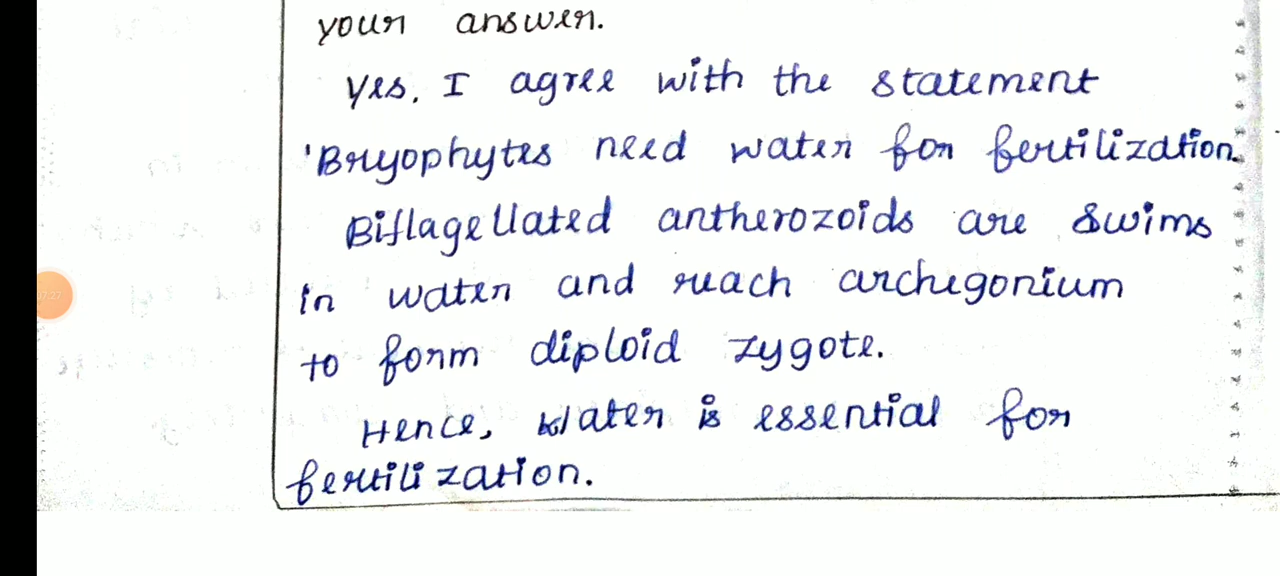 your answer.
Yes. I agree with the statement
'Bryophytes need water for fertilization.
Biflagellated antherozoids are swims
in water and reach archegonium
to form diploid zygote.
Hence, Water is essential for
fertilization.